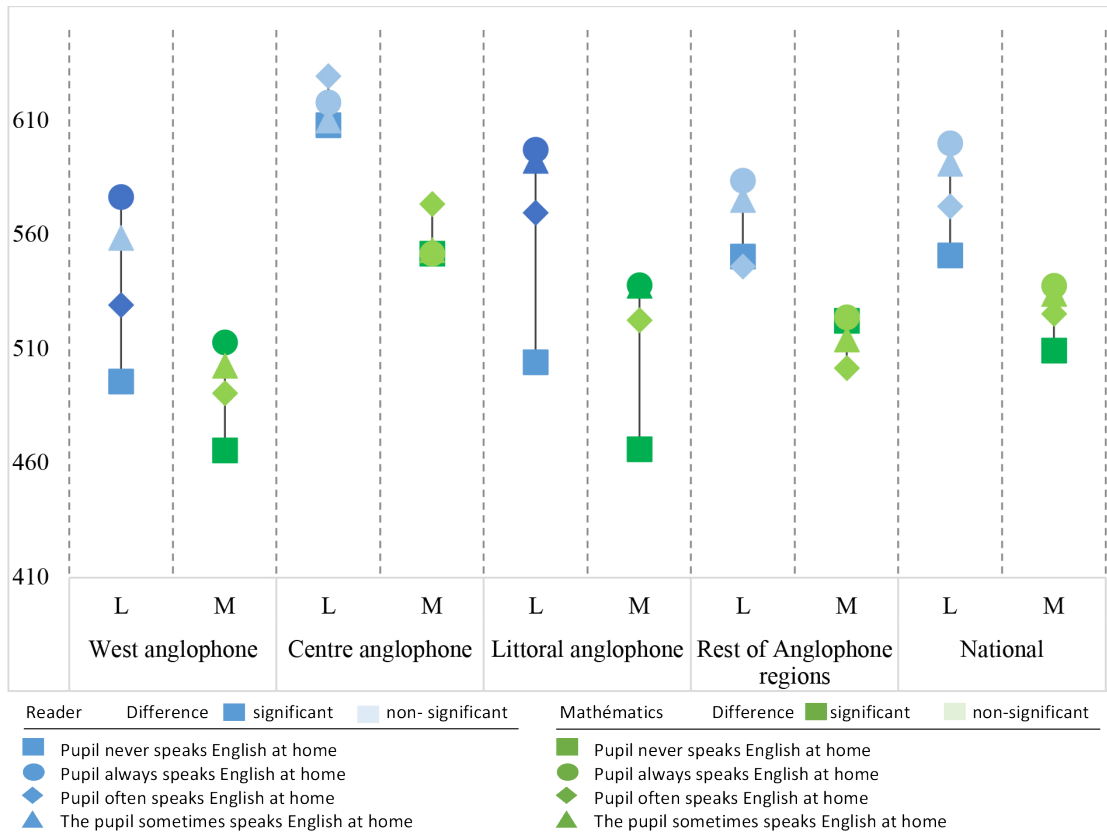 610
560
510
460
410
L M L M L M L M L M
West anglophone Centre anglophone Littoral anglophone Rest of Anglophone regions National
Reader Difference significant non- significant
Pupil never speaks English at home
Pupil always speaks English at home
Pupil often speaks English at home
The pupil sometimes speaks English at home
Mathématics Difference significant non-significant
Pupil never speaks English at home
Pupil always speaks English at home
Pupil often speaks English at home
The pupil sometimes speaks English at home